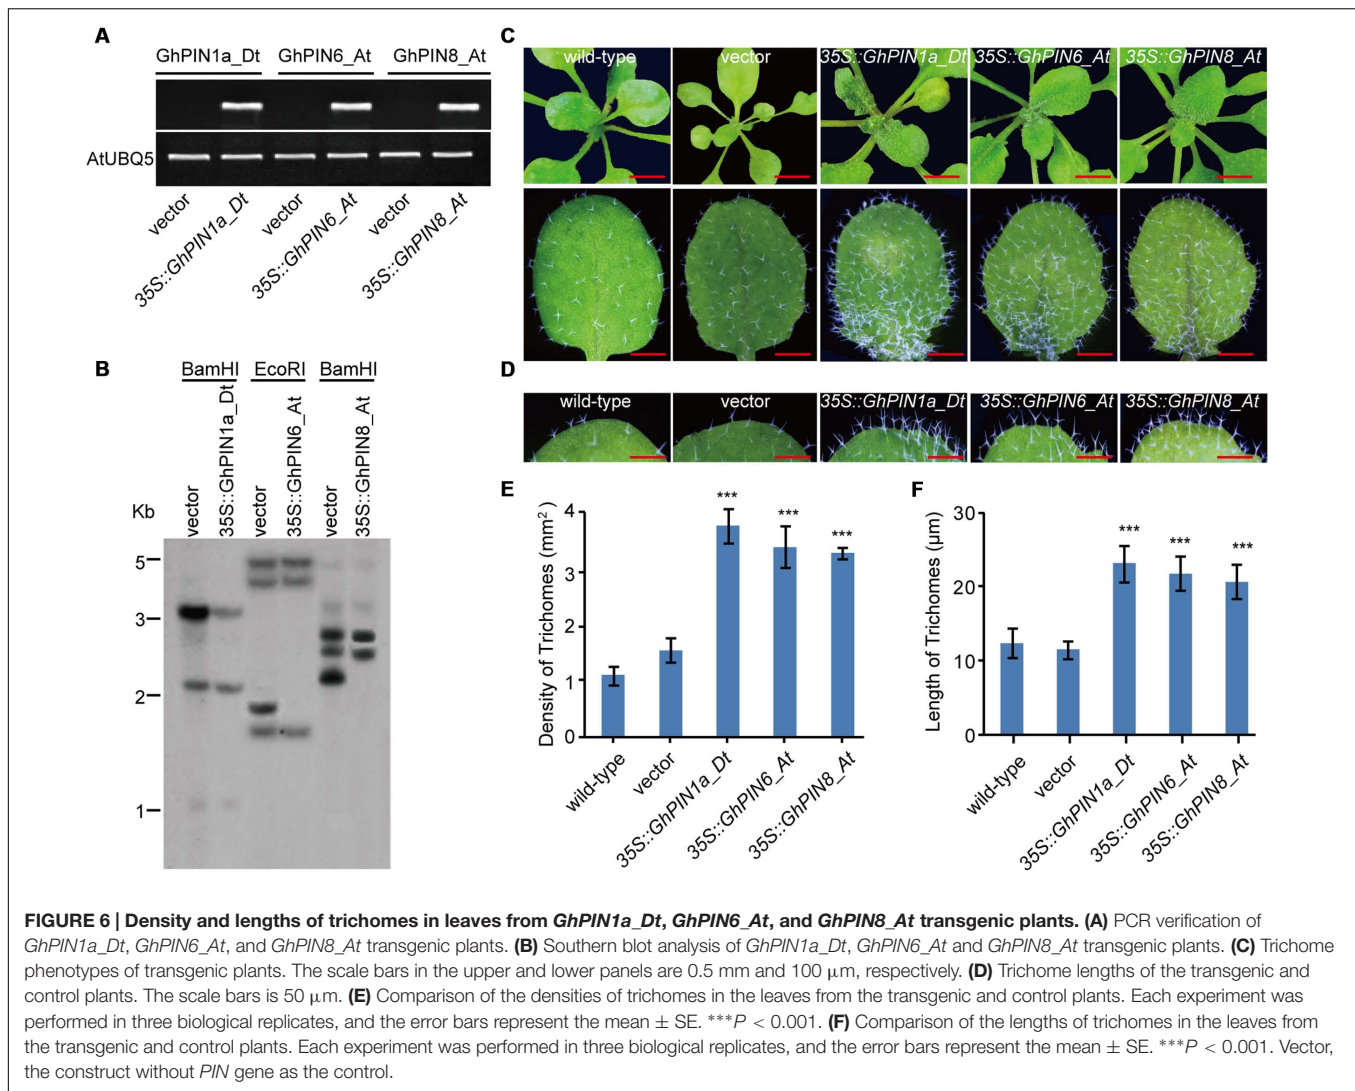 A
GhPIN1a_Dt GhPIN6_At GhPIN8_At
AtUBQ5
vector
35S::GhPIN1a_Dt
vector
35S::GhPIN6_At
vector
35S::GhPIN8_At
B
BamHI EcoRI BamHI
vector
35S::GhPIN1a_Dt
vector
35S::GhPIN6_At
vector
35S::GhPIN8_At
Kb
5
3
2
1
C
wild-type vector 35S::GhPIN1a_Dt 35S::GhPIN6_At 35S::GhPIN8_At
D
wild-type vector 35S::GhPIN1a_Dt 35S::GhPIN6_At 35S::GhPIN8_At
E
Density of Trichomes (mm²)
4
3
2
1
0
*** *** ***
wild-type
vector
35S::GhPIN1a_Dt
35S::GhPIN6_At
35S::GhPIN8_At
F
Length of Trichomes (μm)
30
20
10
0
*** *** ***
wild-type
vector
35S::GhPIN1a_Dt
35S::GhPIN6_At
35S::GhPIN8_At
FIGURE 6 | Density and lengths of trichomes in leaves from GhPIN1a_Dt, GhPIN6_At, and GhPIN8_At transgenic plants. (A) PCR verification of
GhPIN1a_Dt, GhPIN6_At, and GhPIN8_At transgenic plants. (B) Southern blot analysis of GhPIN1a_Dt, GhPIN6_At and GhPIN8_At transgenic plants. (C) Trichome
phenotypes of transgenic plants. The scale bars in the upper and lower panels are 0.5 mm and 100 μm, respectively. (D) Trichome lengths of the transgenic and
control plants. The scale bars is 50 μm. (E) Comparison of the densities of trichomes in the leaves from the transgenic and control plants. Each experiment was
performed in three biological replicates, and the error bars represent the mean ± SE. ***P < 0.001. (F) Comparison of the lengths of trichomes in the leaves from
the transgenic and control plants. Each experiment was performed in three biological replicates, and the error bars represent the mean ± SE. ***P < 0.001. Vector,
the construct without PIN gene as the control.